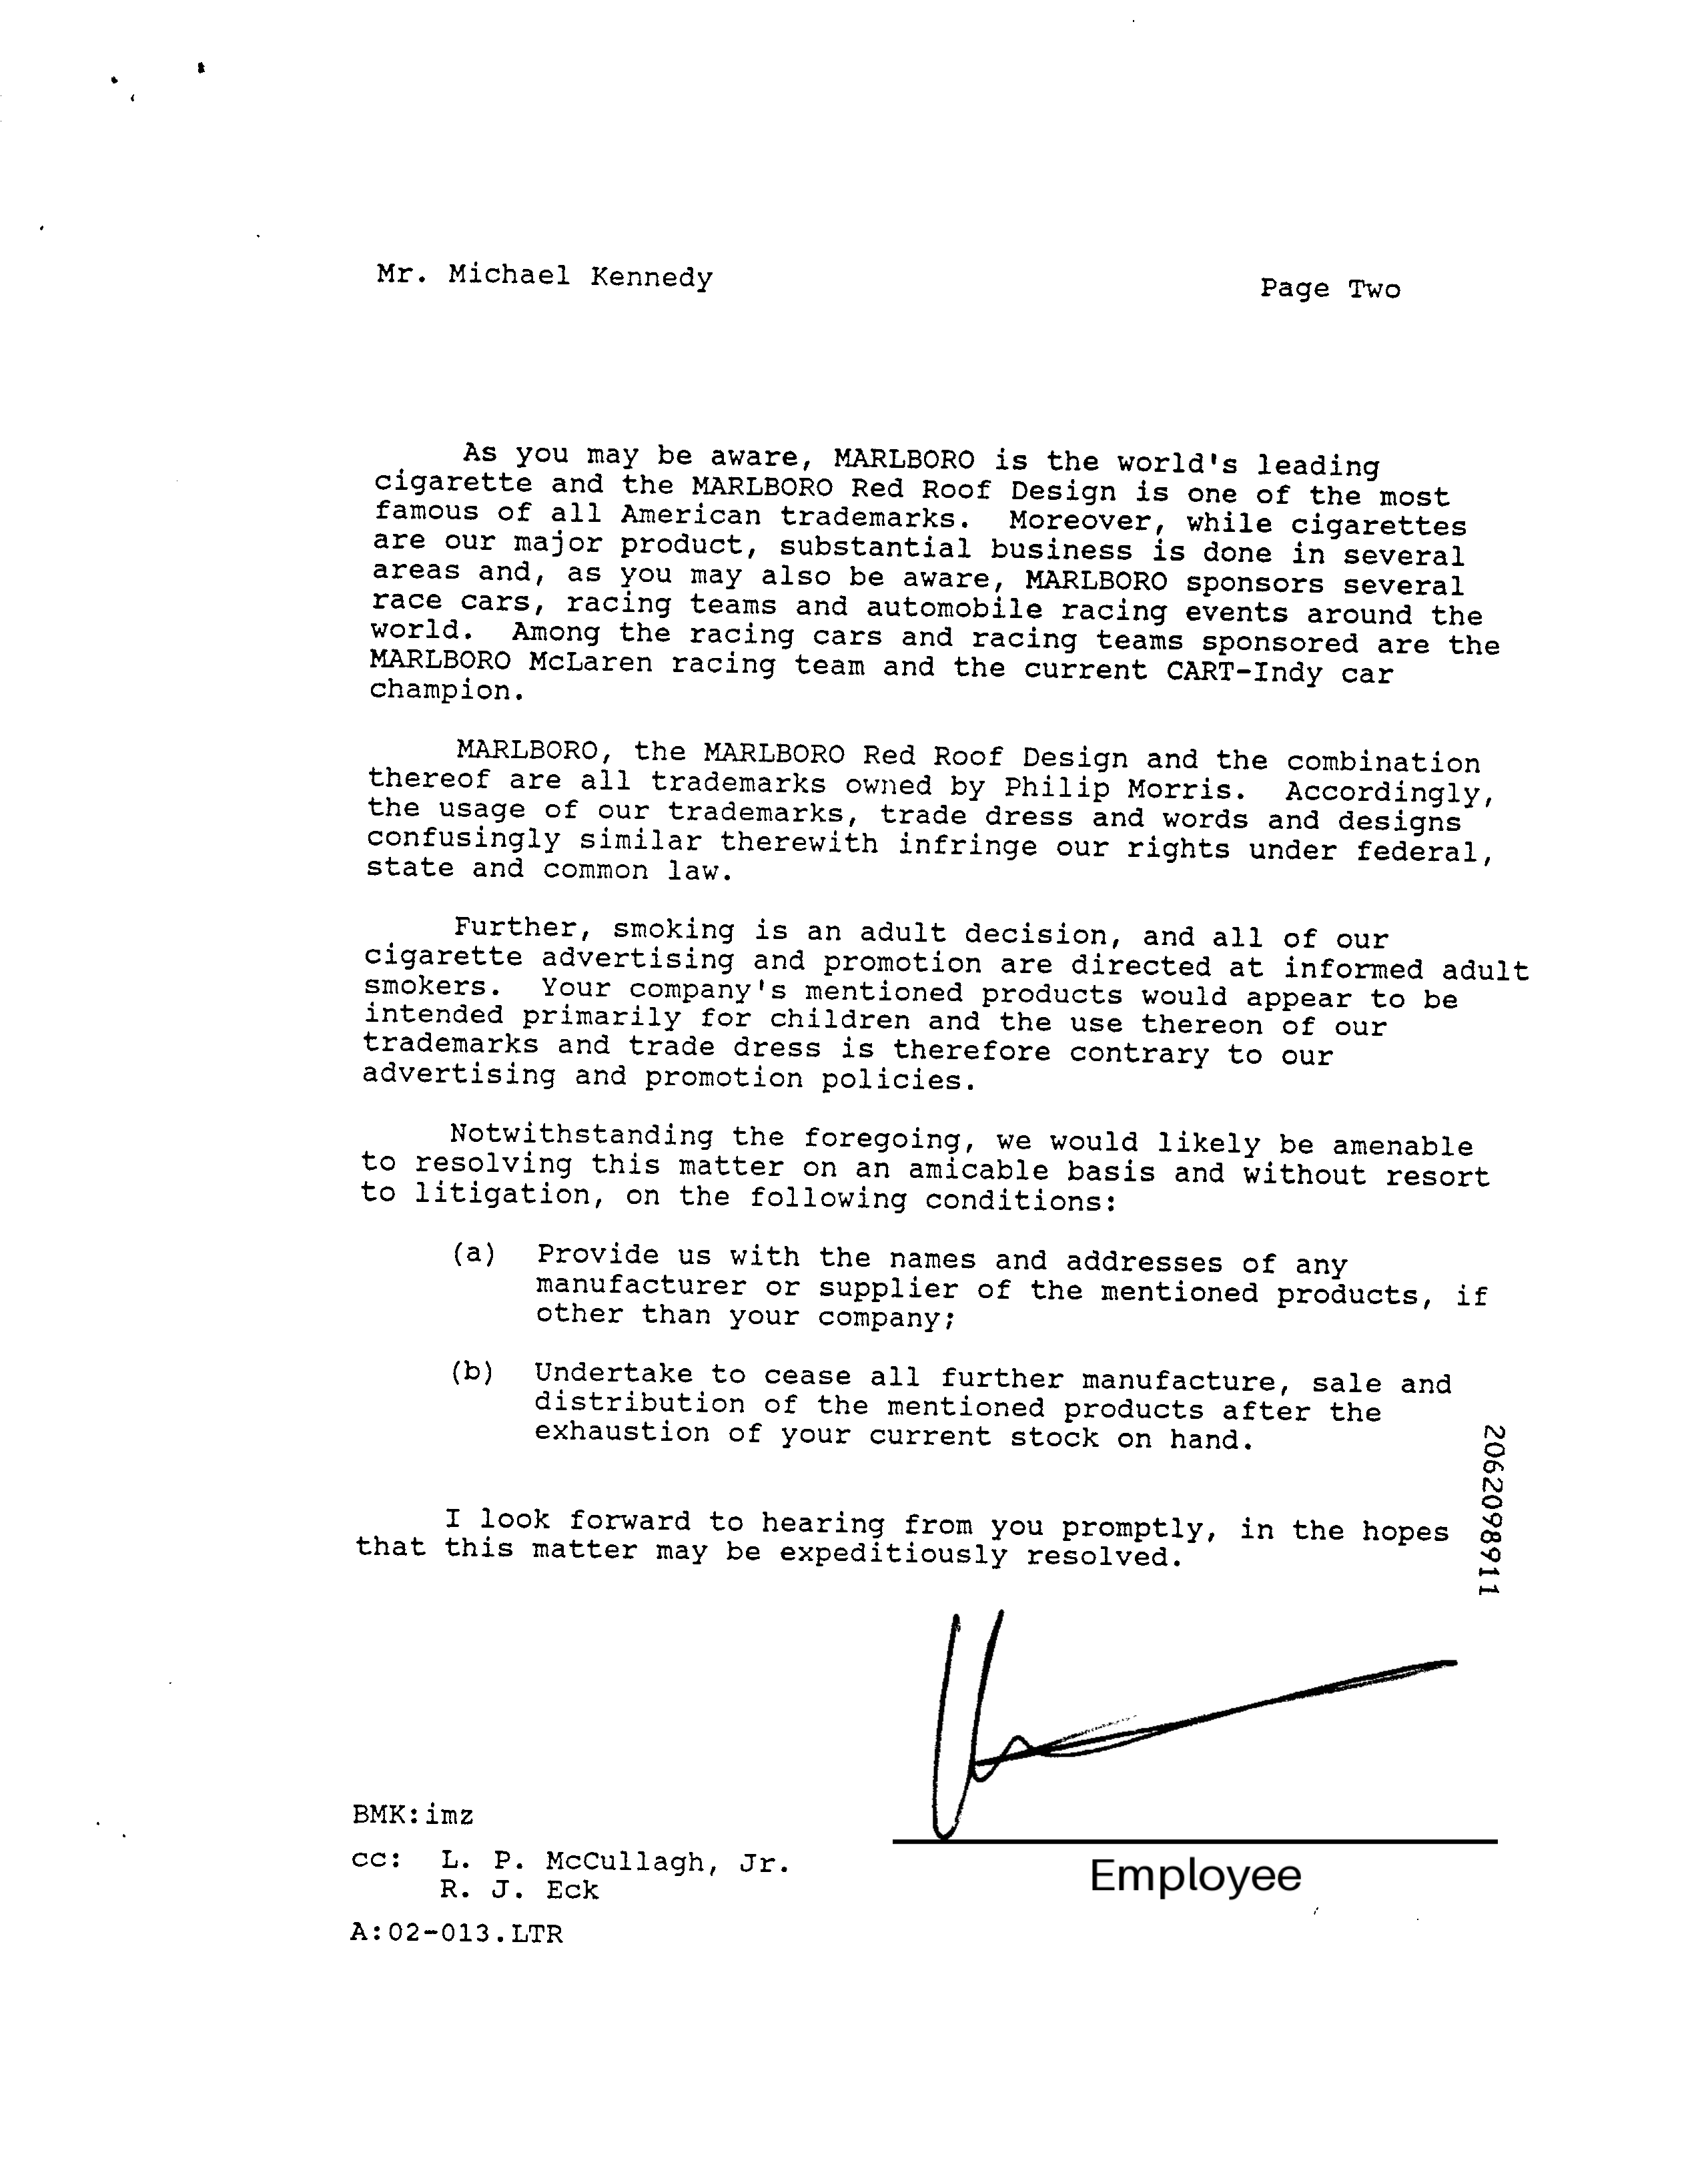 Mr. Michael Kennedy
Page Two
As you may be aware, MARLBORO is the world's leading
cigarette and the MARLBORO Red Roof Design is one of the most
famous of all American trademarks. Moreover, while cigarettes
are our major product, substantial business is done in several
areas and, as you may also be aware, MARLBORO sponsors several
race cars, racing teams and automobile racing events around the
world. Among the racing cars and racing teams sponsored are the
MARLBORO McLaren racing team and the current CART-Indy car
champion.
MARLBORO, the MARLBORO Red Roof Design and the combination
thereof are all trademarks owned by Philip Morris. Accordingly,
the usage of our trademarks, trade dress and words and designs
confusingly similar therewith infringe our rights under federal,
state and common law.
Further, smoking is an adult decision, and all of our
cigarette advertising and promotion are directed at informed adult
smokers. Your company's mentioned products would appear to be
intended primarily for children and the use thereon of our
trademarks and trade dress is therefore contrary to our
advertising and promotion policies.
Notwithstanding the foregoing, we would likely be amenable
to resolving this matter on an amicable basis and without resort
to litigation, on the following conditions:
(a) Provide us with the names and addresses of any
manufacturer or supplier of the mentioned products, if
other than your company;
(b) Undertake to cease all further manufacture, sale and
distribution of the mentioned products after the
exhaustion of your current stock on hand.
2062098911
I look forward to hearing from you promptly, in the hopes
that this matter may be expeditiously resolved.
BMK:imz
cc: L. P. McCullagh, Jr.
R. J. Eck
Employee
A:02-013.LTR